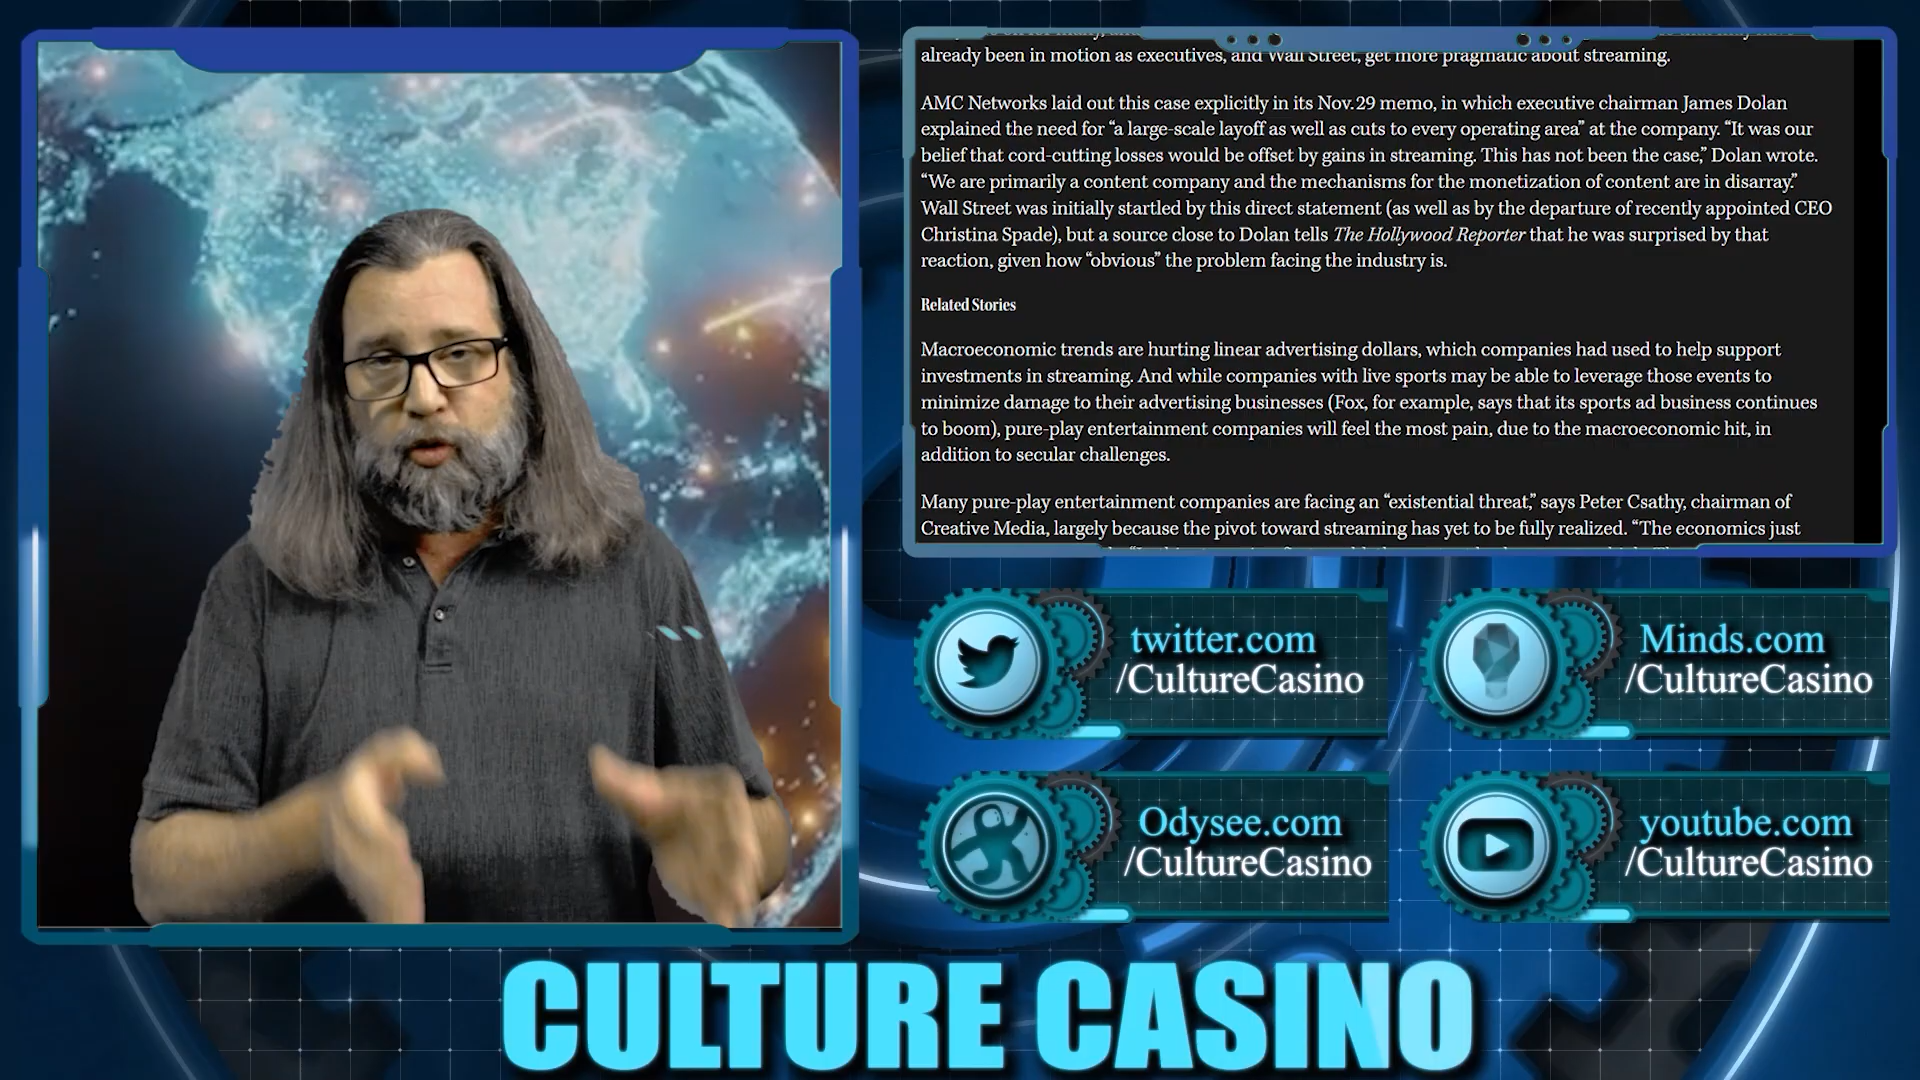 already been in motion as executives, and Wall Street, get more pragmatic about streaming.
AMC Networks laid out this case explicitly in its Nov. 29 memo, in which executive chairman James Dolan
explained the need for “a large-scale layoff as well as cuts to every operating area” at the company. “It was our
belief that cord-cutting losses would be offset by gains in streaming. This has not been the case,” Dolan wrote.
“We are primarily a content company and the mechanisms for the monetization of content are in disarray.”
Wall Street was initially startled by this direct statement (as well as by the departure of recently appointed CEO
Christina Spade), but a source close to Dolan tells The Hollywood Reporter that he was surprised by that
reaction, given how “obvious” the problem facing the industry is.
Related Stories
Macroeconomic trends are hurting linear advertising dollars, which companies had used to help support
investments in streaming. And while companies with live sports may be able to leverage those events to
minimize damage to their advertising businesses (Fox, for example, says that its sports ad business continues
to boom), pure-play entertainment companies will feel the most pain, due to the macroeconomic hit, in
addition to secular challenges.
Many pure-play entertainment companies are facing an “existential threat,” says Peter Csathy, chairman of
Creative Media, largely because the pivot toward streaming has yet to be fully realized. “The economics just
twitter.com
/CultureCasino
Minds.com
/CultureCasino
Odysee.com
/CultureCasino
youtube.com
/CultureCasino
CULTURE CASINO